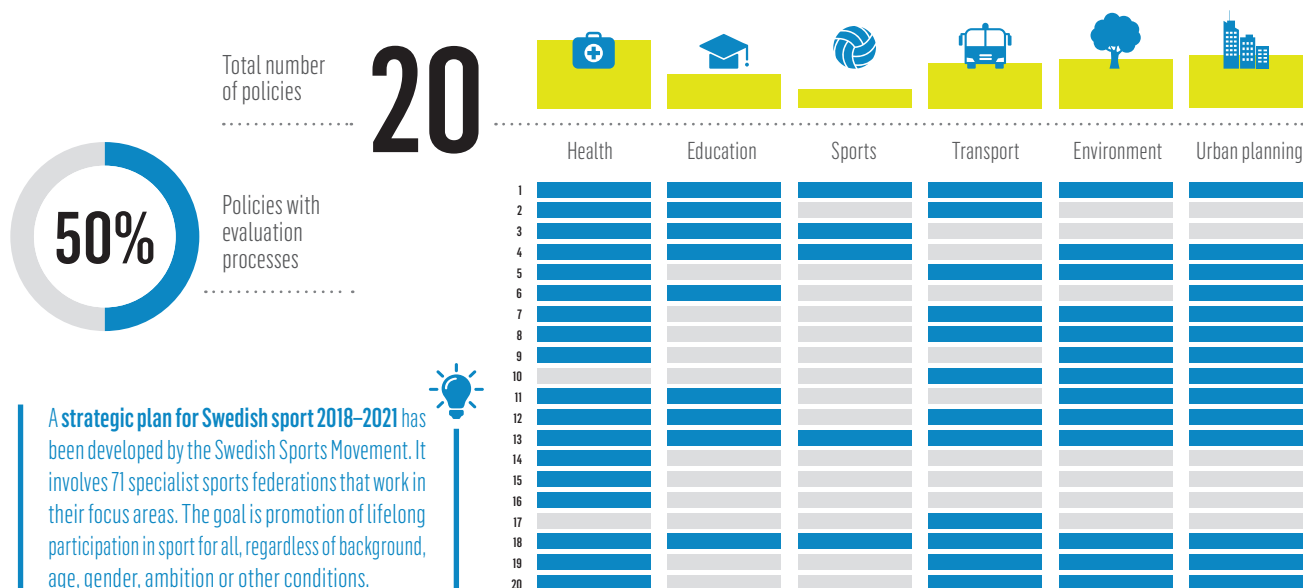 Total number
of policies
20
50%
Policies with
evaluation
processes
Health Education Sports Transport Environment Urban planning
1
2
3
4
5
6
7
8
9
10
11
12
13
14
15
16
17
18
19
20
A strategic plan for Swedish sport 2018–2021 has
been developed by the Swedish Sports Movement. It
involves 71 specialist sports federations that work in
their focus areas. The goal is promotion of lifelong
participation in sport for all, regardless of background,
age, gender, ambition or other conditions.